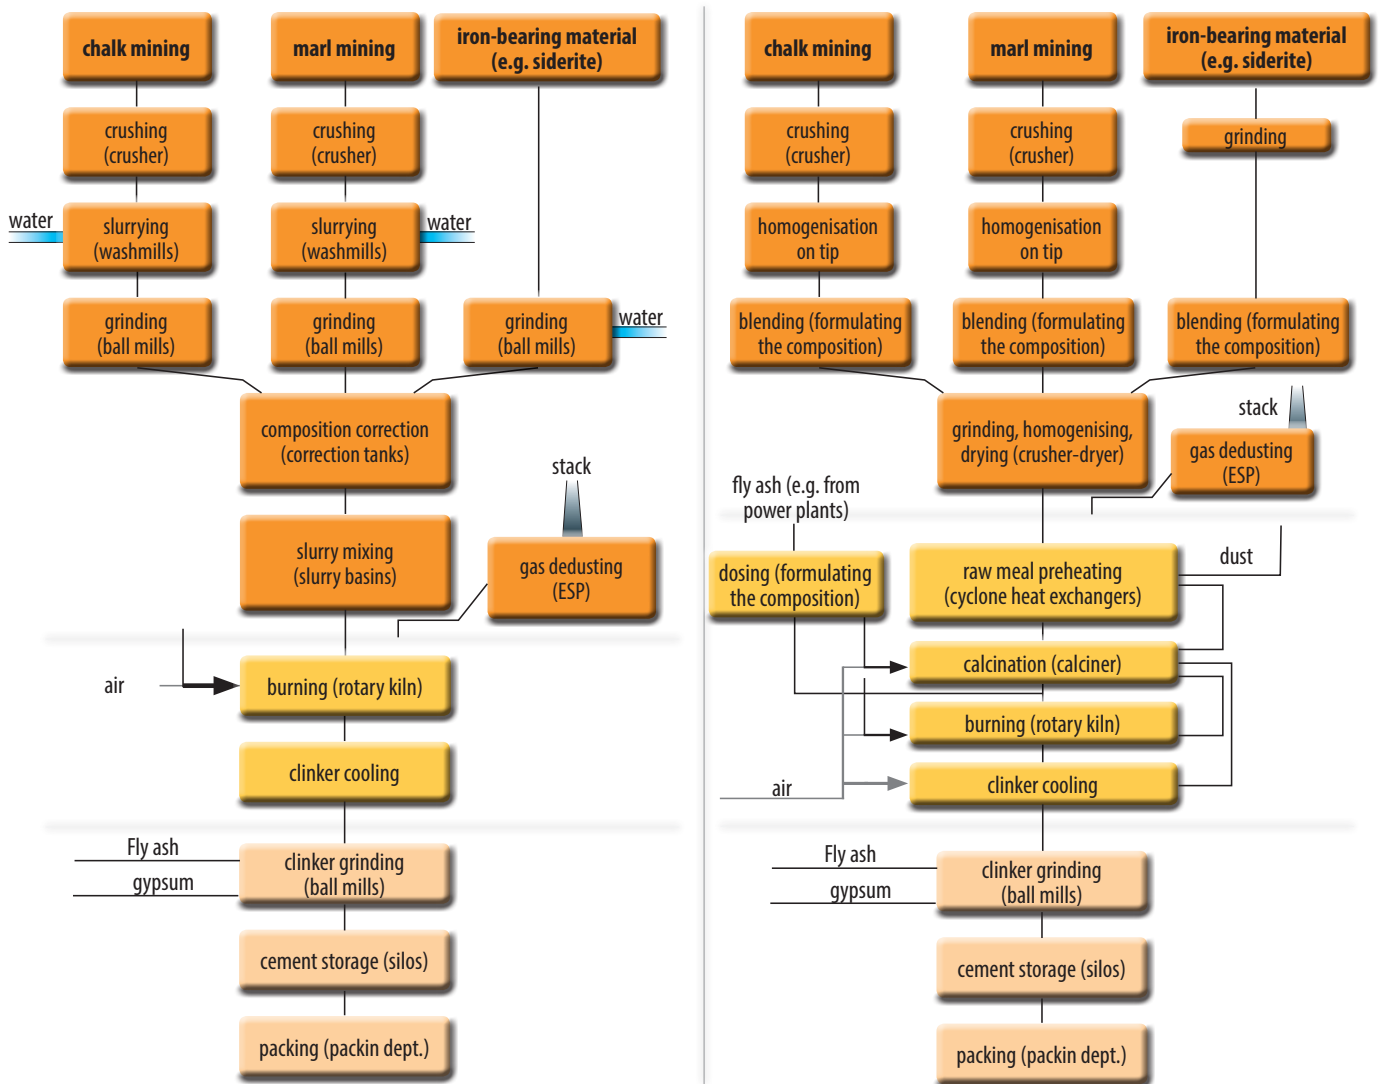 chalk mining
marl mining
iron-bearing material
(e.g. siderite)
crushing
(crusher)
crushing
(crusher)
water
slurrying
(washmills)
slurrying
(washmills)
water
grinding
(ball mills)
grinding
(ball mills)
grinding
(ball mills)
water
composition correction
(correction tanks)
stack
slurry mixing
(slurry basins)
gas dedusting
(ESP)
air
burning (rotary kiln)
clinker cooling
Fly ash
gypsum
clinker grinding
(ball mills)
cement storage (silos)
packing (packin dept.)
chalk mining
marl mining
iron-bearing material
(e.g. siderite)
crushing
(crusher)
crushing
(crusher)
grinding
homogenisation
on tip
homogenisation
on tip
blending (formulating
the composition)
blending (formulating
the composition)
blending (formulating
the composition)
stack
grinding, homogenising,
drying (crusher-dryer)
gas dedusting
(ESP)
fly ash (e.g. from
power plants)
dust
dosing (formulating
the composition)
raw meal preheating
(cyclone heat exchangers)
calcination (calciner)
burning (rotary kiln)
air
clinker cooling
Fly ash
gypsum
clinker grinding
(ball mills)
cement storage (silos)
packing (packin dept.)